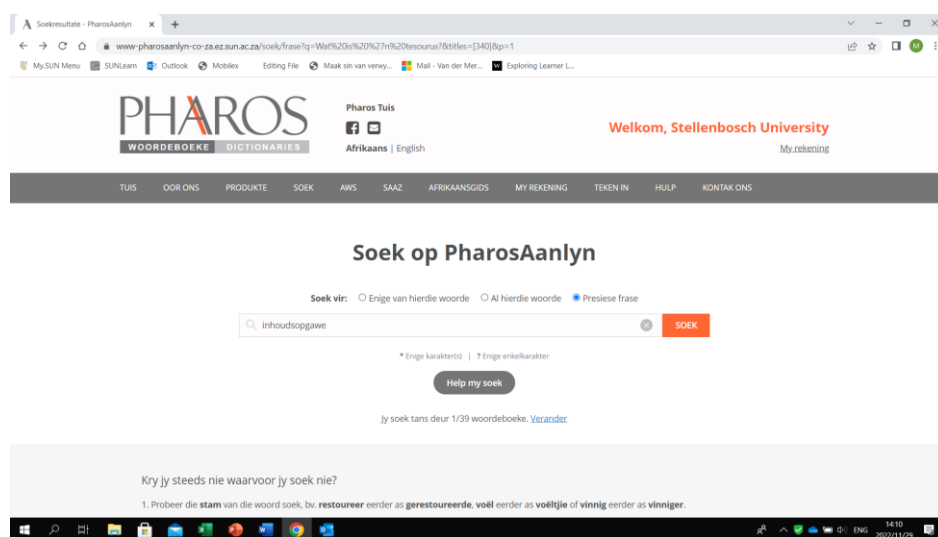 Soekresultate - PharosAanlyn
www-pharosaanlyn-co-za.ez.sun.ac.za/soek/frase?q=Wat%20is%20%27n%20tesourus?&titles=[340]&p=1
My.SUN Menu SUNLearn Outlook Mobilex Editing File Maak sin van verwy... Mail - Van der Mer... Exploring Learner L...
PHAROS
WOORDEBOEKE DICTIONARIES
Pharos Tuis
Afrikaans | English
Welkom, Stellenbosch University
My rekening
TUIS OOR ONS PRODUKTE SOEK AWS SAAZ AFRIKAANSGIDS MY REKENING TEKEN IN HULP KONTAK ONS
Soek op PharosAanlyn
Soek vir: Enige van hierdie woorde Al hierdie woorde Presiese frase
inhoudsopgawe SOEK
* Enige karakter(s) | ? Enige enkelkarakter
Help my soek
Jy soek tans deur 1/39 woordeboeke. Verander
Kry jy steeds nie waarvoor jy soek nie?
1. Probeer die stam van die woord soek, bv. restoureer eerder as gerestoureerde, voël eerder as voëltjie of vinnig eerder as vinniger.
ENG 14:10
2022/11/29